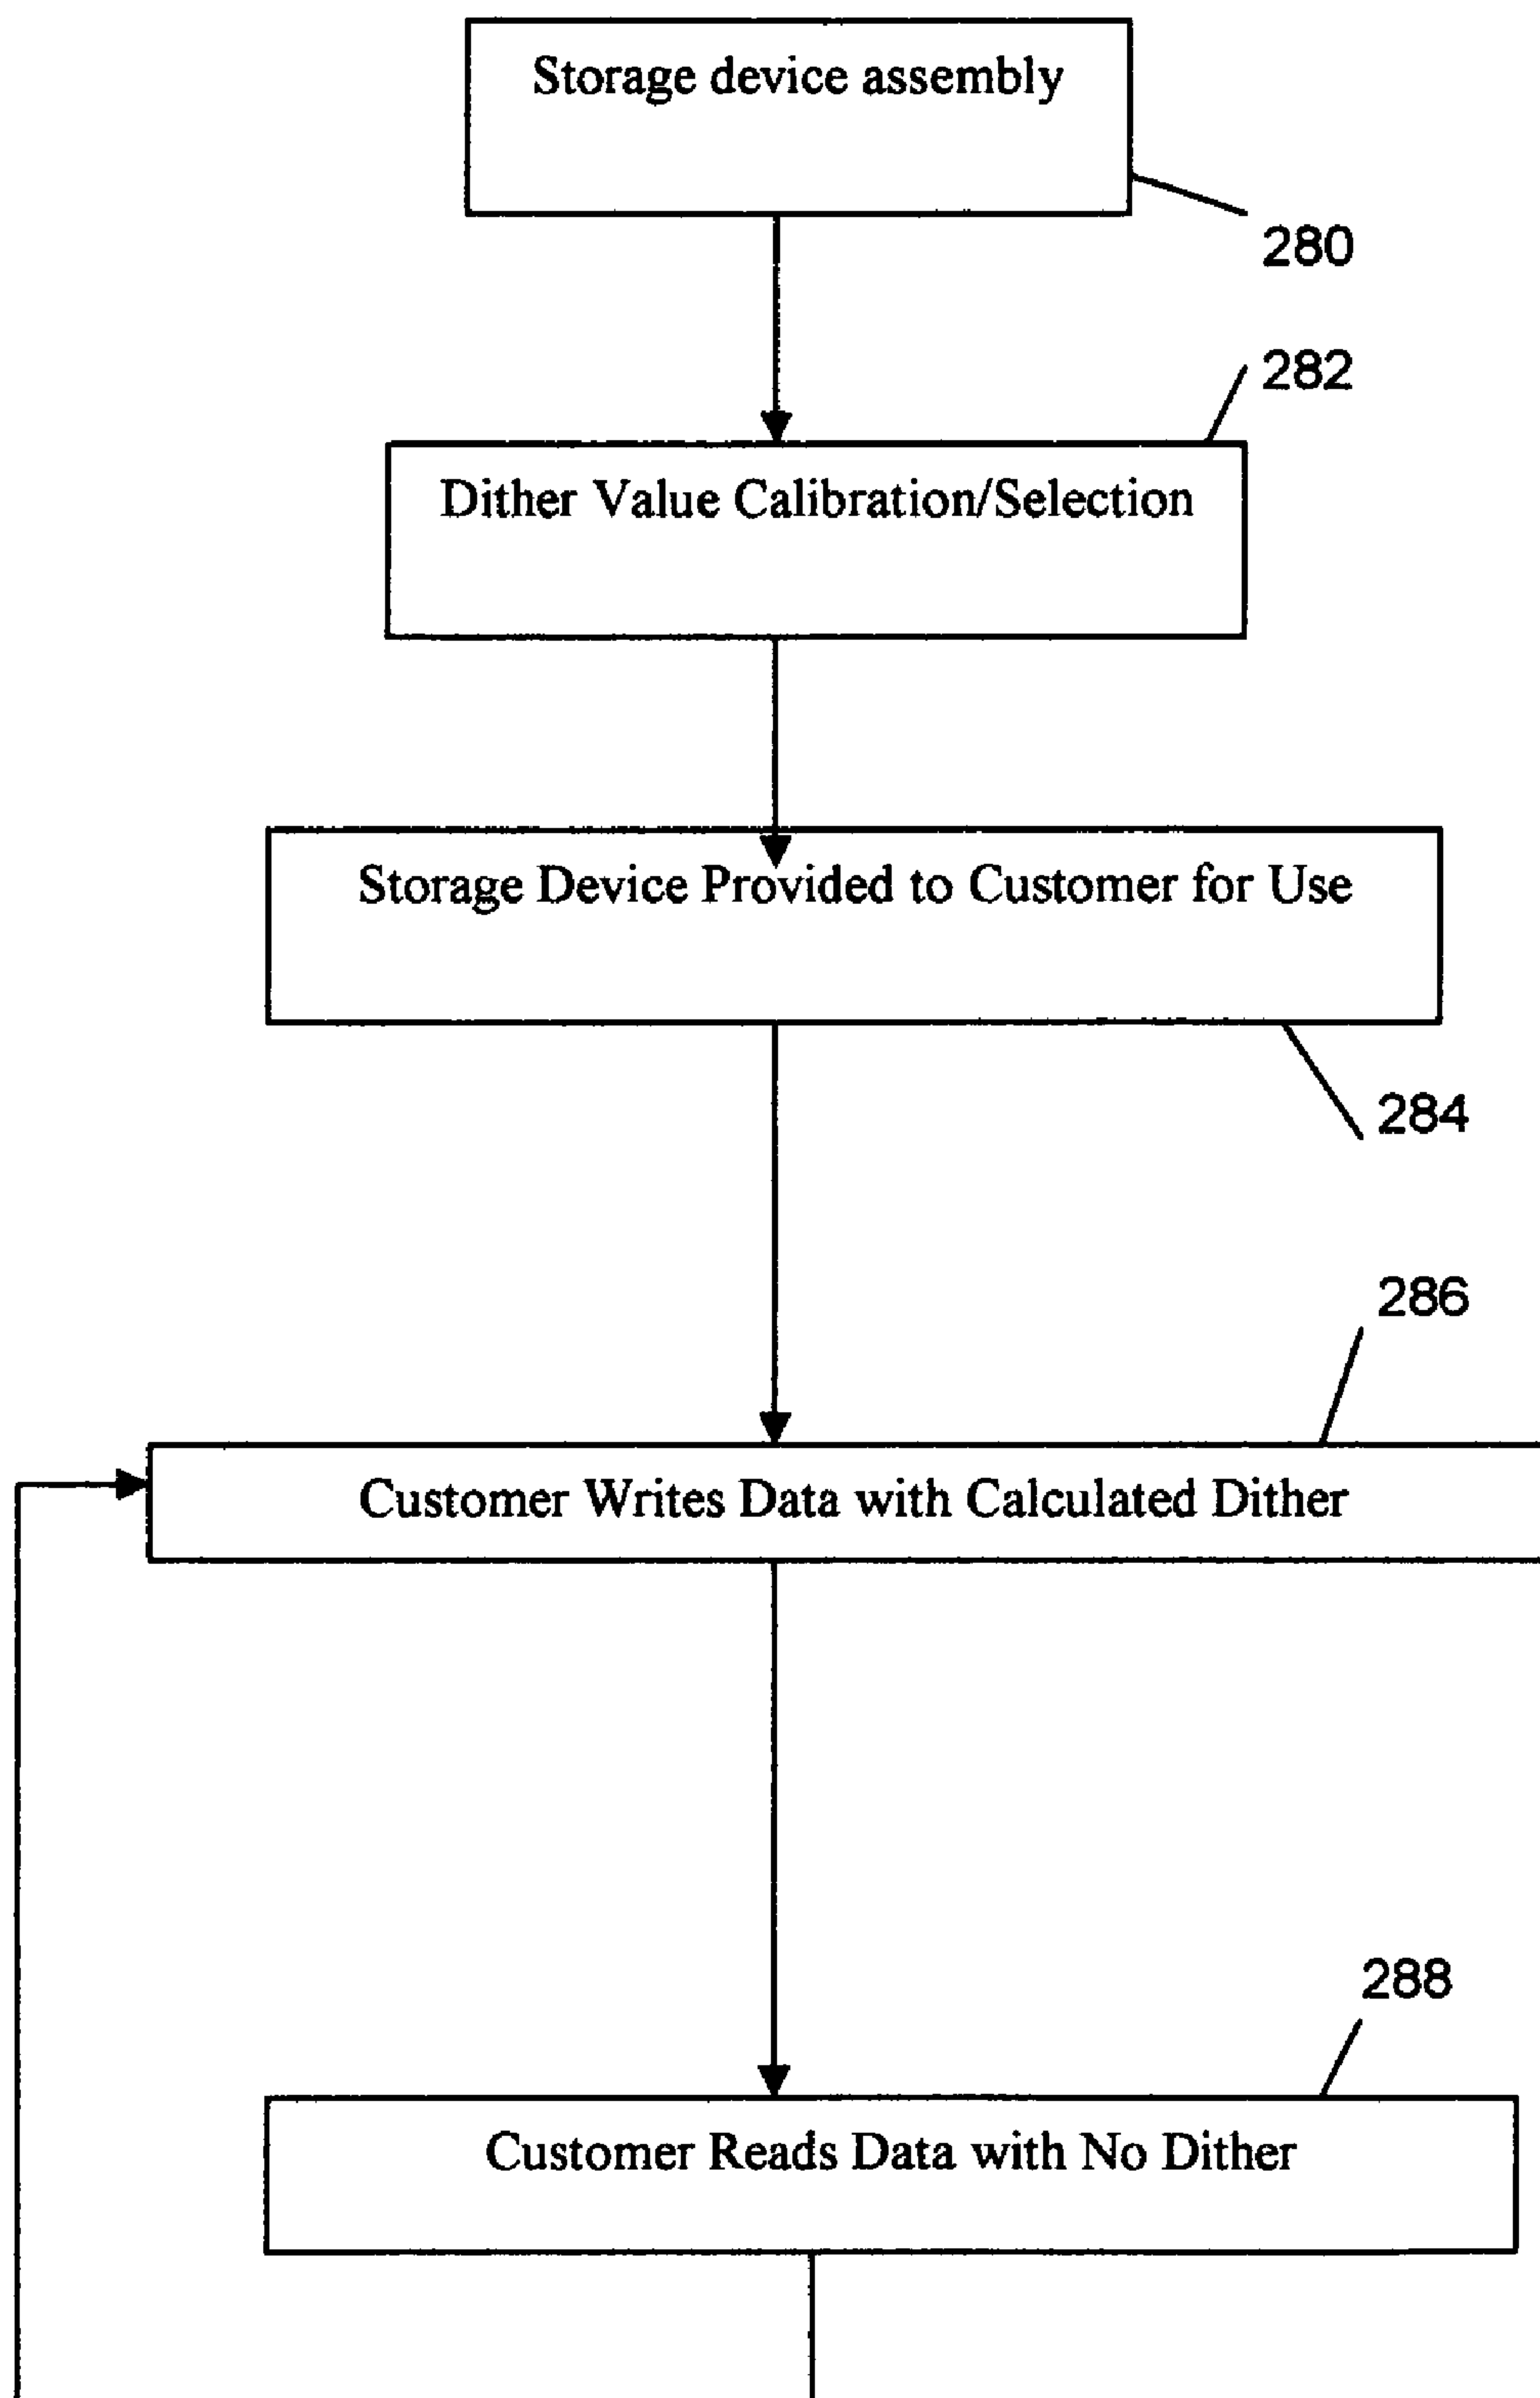 Storage device assembly
280
282
Dither Value Calibration/Selection
Storage Device Provided to Customer for Use
284
286
Customer Writes Data with Calculated Dither
288
Customer Reads Data with No Dither